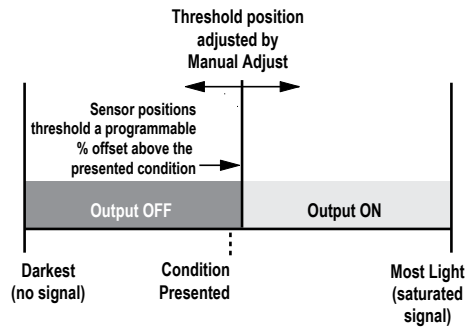 Threshold position
adjusted by
Manual Adjust
Sensor positions
threshold a programmable
% offset above the
presented condition
Output OFF
Output ON
Darkest
(no signal)
Condition
Presented
Most Light
(saturated
signal)